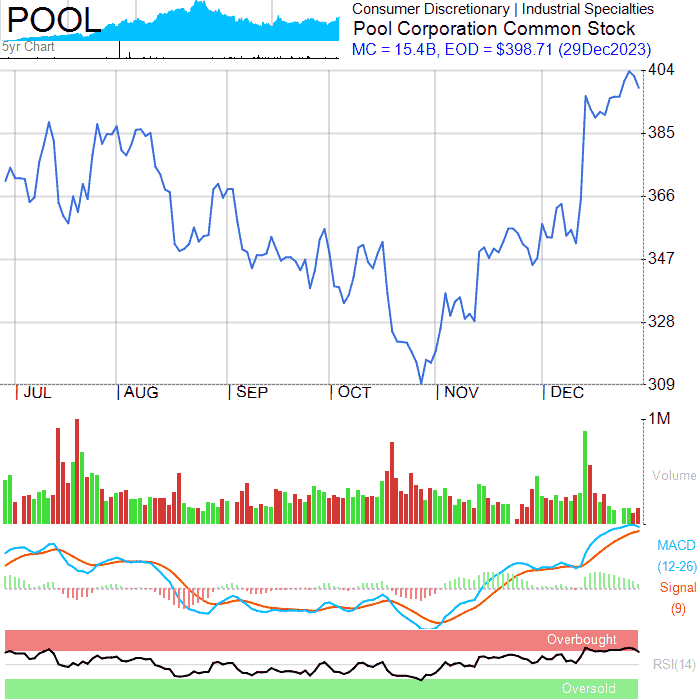 POOL
5yr Chart
Consumer Discretionary | Industrial Specialties
Pool Corporation Common Stock
MC = 15.4B, EOD = $398.71 (29Dec2023)
404
385
366
347
328
309
JUL AUG SEP OCT NOV DEC
1M
Volume
MACD
(12-26)
Signal
(9)
Overbought
RSI(14)
Oversold